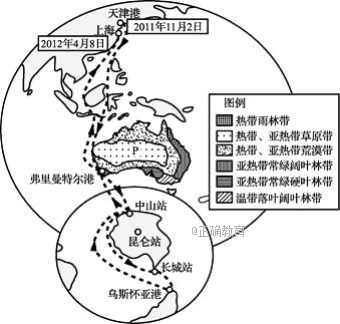 天津港
2011年11月2日
上海
2012年4月8日
图例
热带雨林带
热带、亚热带草原带
热带、亚热带荒漠带
亚热带常绿阔叶林带
亚热带常绿硬叶林带
温带落叶阔叶林带
P
弗里曼特尔港
中山站
@正确教育
昆仑站
长城站
乌斯怀亚港